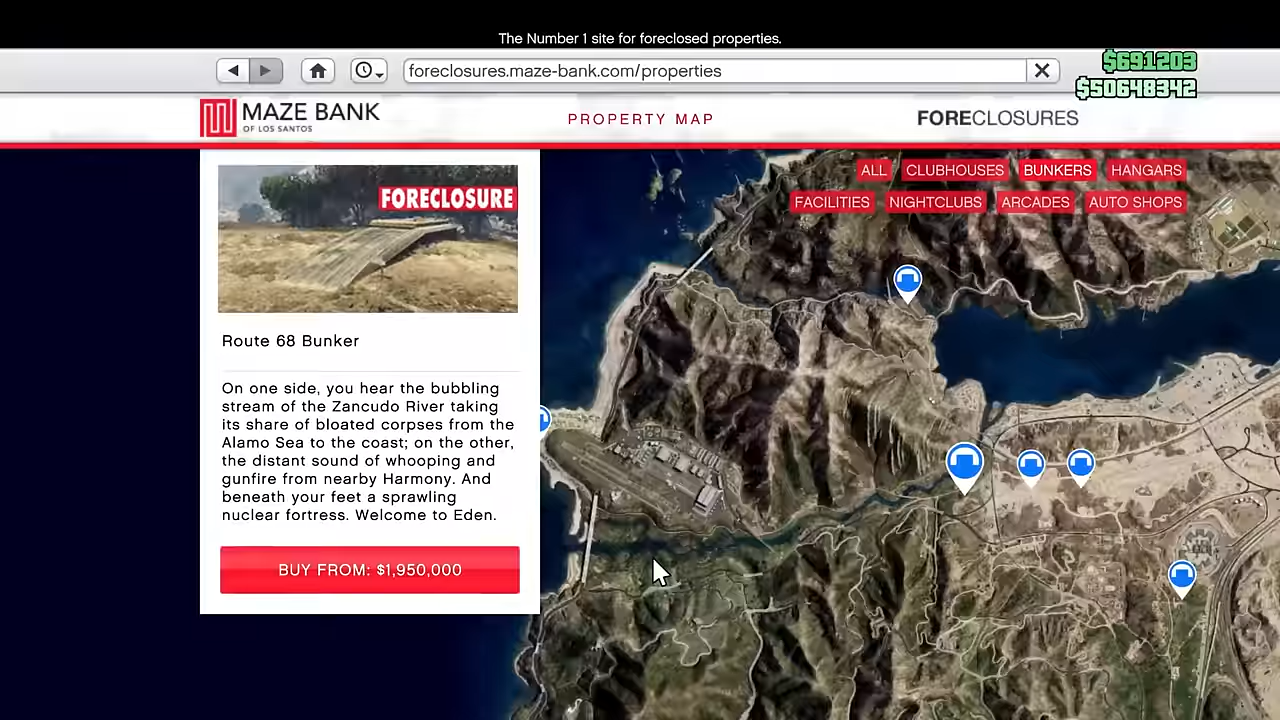 The Number 1 site for foreclosed properties.
foreclosures.maze-bank.com/properties
$691203
$50648342
MAZE BANK
OF LOS SANTOS
PROPERTY MAP
FORECLOSURES
ALL CLUBHOUSES BUNKERS HANGARS
FACILITIES NIGHTCLUBS ARCADES AUTO SHOPS
FORECLOSURE
Route 68 Bunker
On one side, you hear the bubbling
stream of the Zancudo River taking
its share of bloated corpses from the
Alamo Sea to the coast; on the other,
the distant sound of whooping and
gunfire from nearby Harmony. And
beneath your feet a sprawling
nuclear fortress. Welcome to Eden.
BUY FROM: $1,950,000